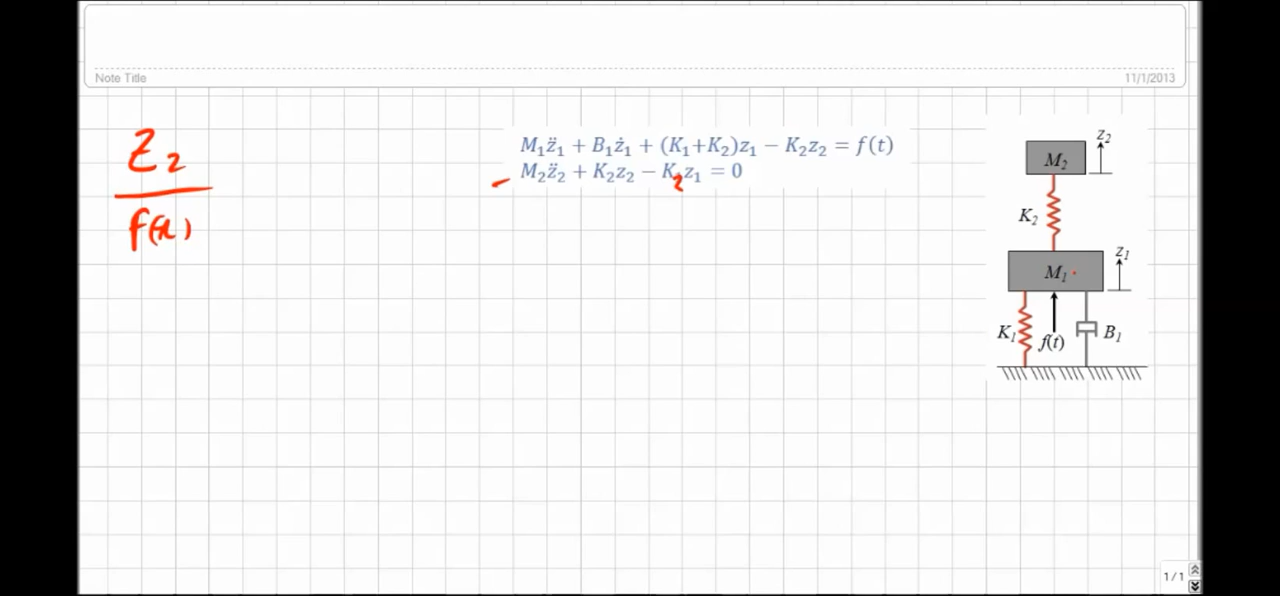 Note Title
11/1/2013
Z₂
f(s)
M₁z̈₁ + B₁ż₁ + (K₁+K₂)z₁ − K₂z₂ = f(t)
M₂z̈₂ + K₂z₂ − K₂z₁ = 0
M₂
z₂
K₂
M₁
z₁
K₁
f(t)
B₁
1/1